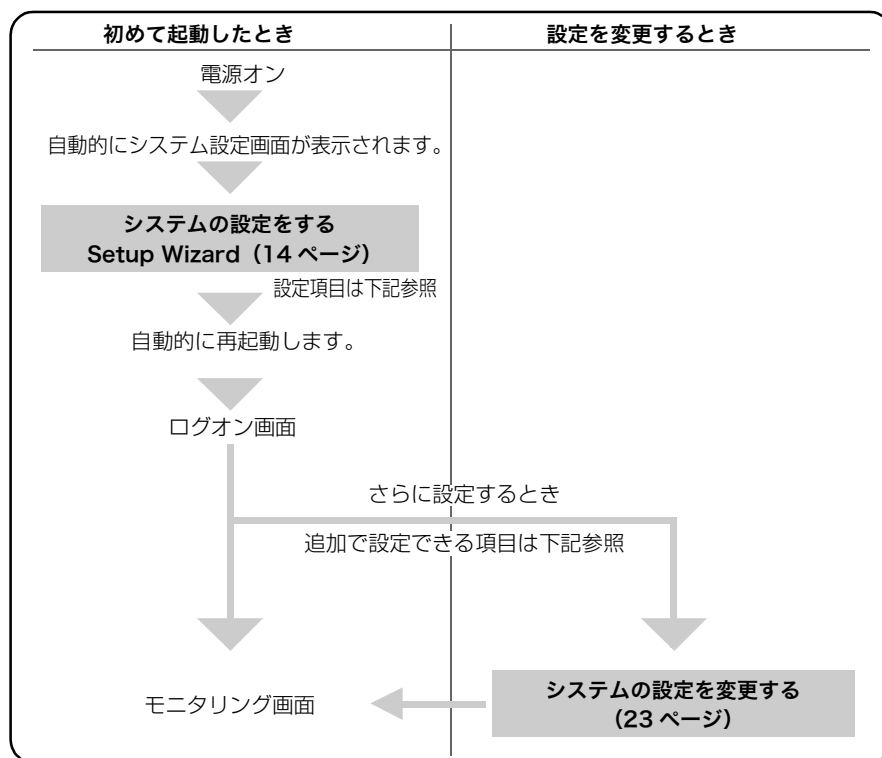 初めて起動したとき
設定を変更するとき
電源オン
自動的にシステム設定画面が表示されます。
システムの設定をする
Setup Wizard（14 ページ）
設定項目は下記参照
自動的に再起動します。
ログオン画面
さらに設定するとき
追加で設定できる項目は下記参照
モニタリング画面
システムの設定を変更する
（23 ページ）